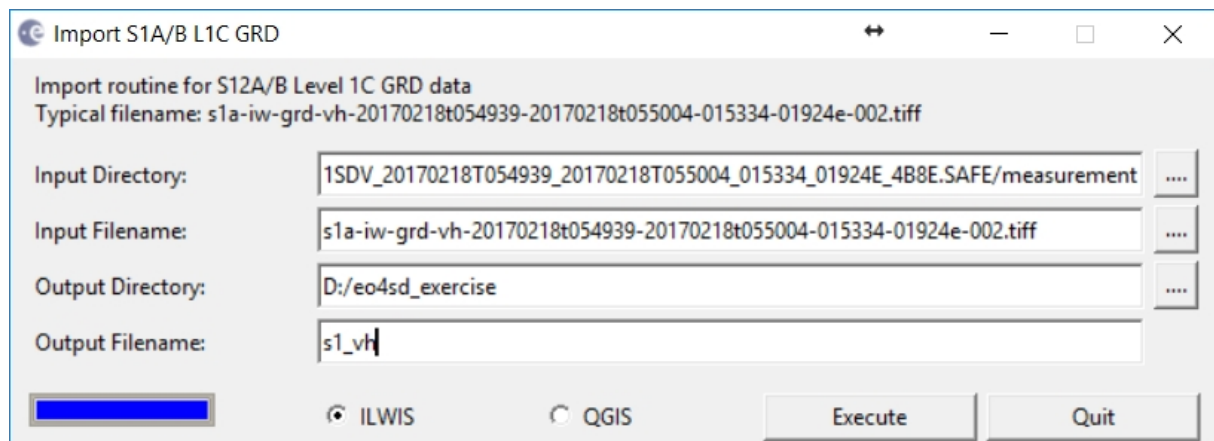 Import S1A/B L1C GRD
Import routine for S12A/B Level 1C GRD data
Typical filename: s1a-iw-grd-vh-20170218t054939-20170218t055004-015334-01924e-002.tiff
Input Directory: 1SDV_20170218T054939_20170218T055004_015334_01924E_4B8E.SAFE/measurement ....
Input Filename: s1a-iw-grd-vh-20170218t054939-20170218t055004-015334-01924e-002.tiff ....
Output Directory: D:/eo4sd_exercise ....
Output Filename: s1_vh
ILWIS QGIS Execute Quit